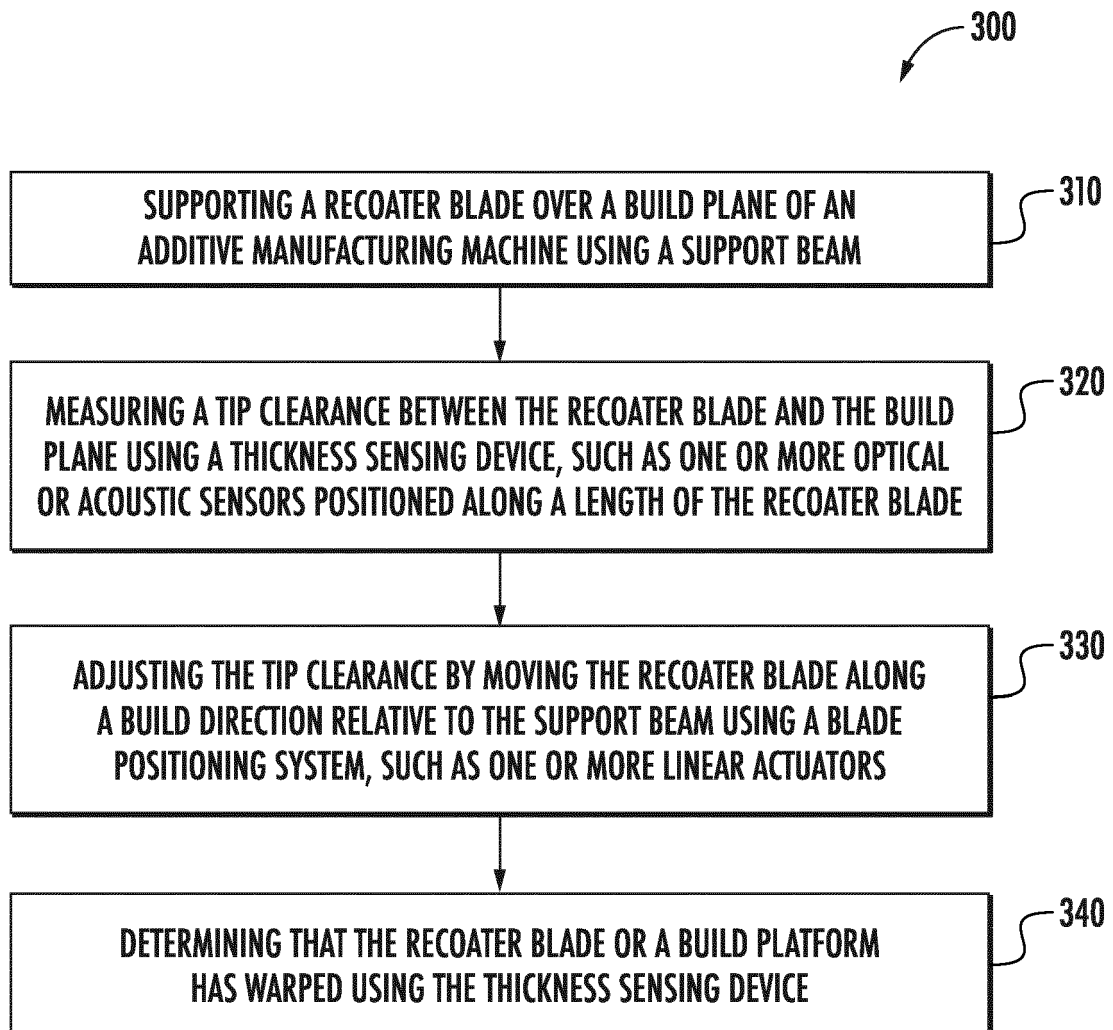 300
SUPPORTING A RECOATER BLADE OVER A BUILD PLANE OF AN
ADDITIVE MANUFACTURING MACHINE USING A SUPPORT BEAM
310
MEASURING A TIP CLEARANCE BETWEEN THE RECOATER BLADE AND THE BUILD
PLANE USING A THICKNESS SENSING DEVICE, SUCH AS ONE OR MORE OPTICAL
OR ACOUSTIC SENSORS POSITIONED ALONG A LENGTH OF THE RECOATER BLADE
320
ADJUSTING THE TIP CLEARANCE BY MOVING THE RECOATER BLADE ALONG
A BUILD DIRECTION RELATIVE TO THE SUPPORT BEAM USING A BLADE
POSITIONING SYSTEM, SUCH AS ONE OR MORE LINEAR ACTUATORS
330
DETERMINING THAT THE RECOATER BLADE OR A BUILD PLATFORM
HAS WARPED USING THE THICKNESS SENSING DEVICE
340